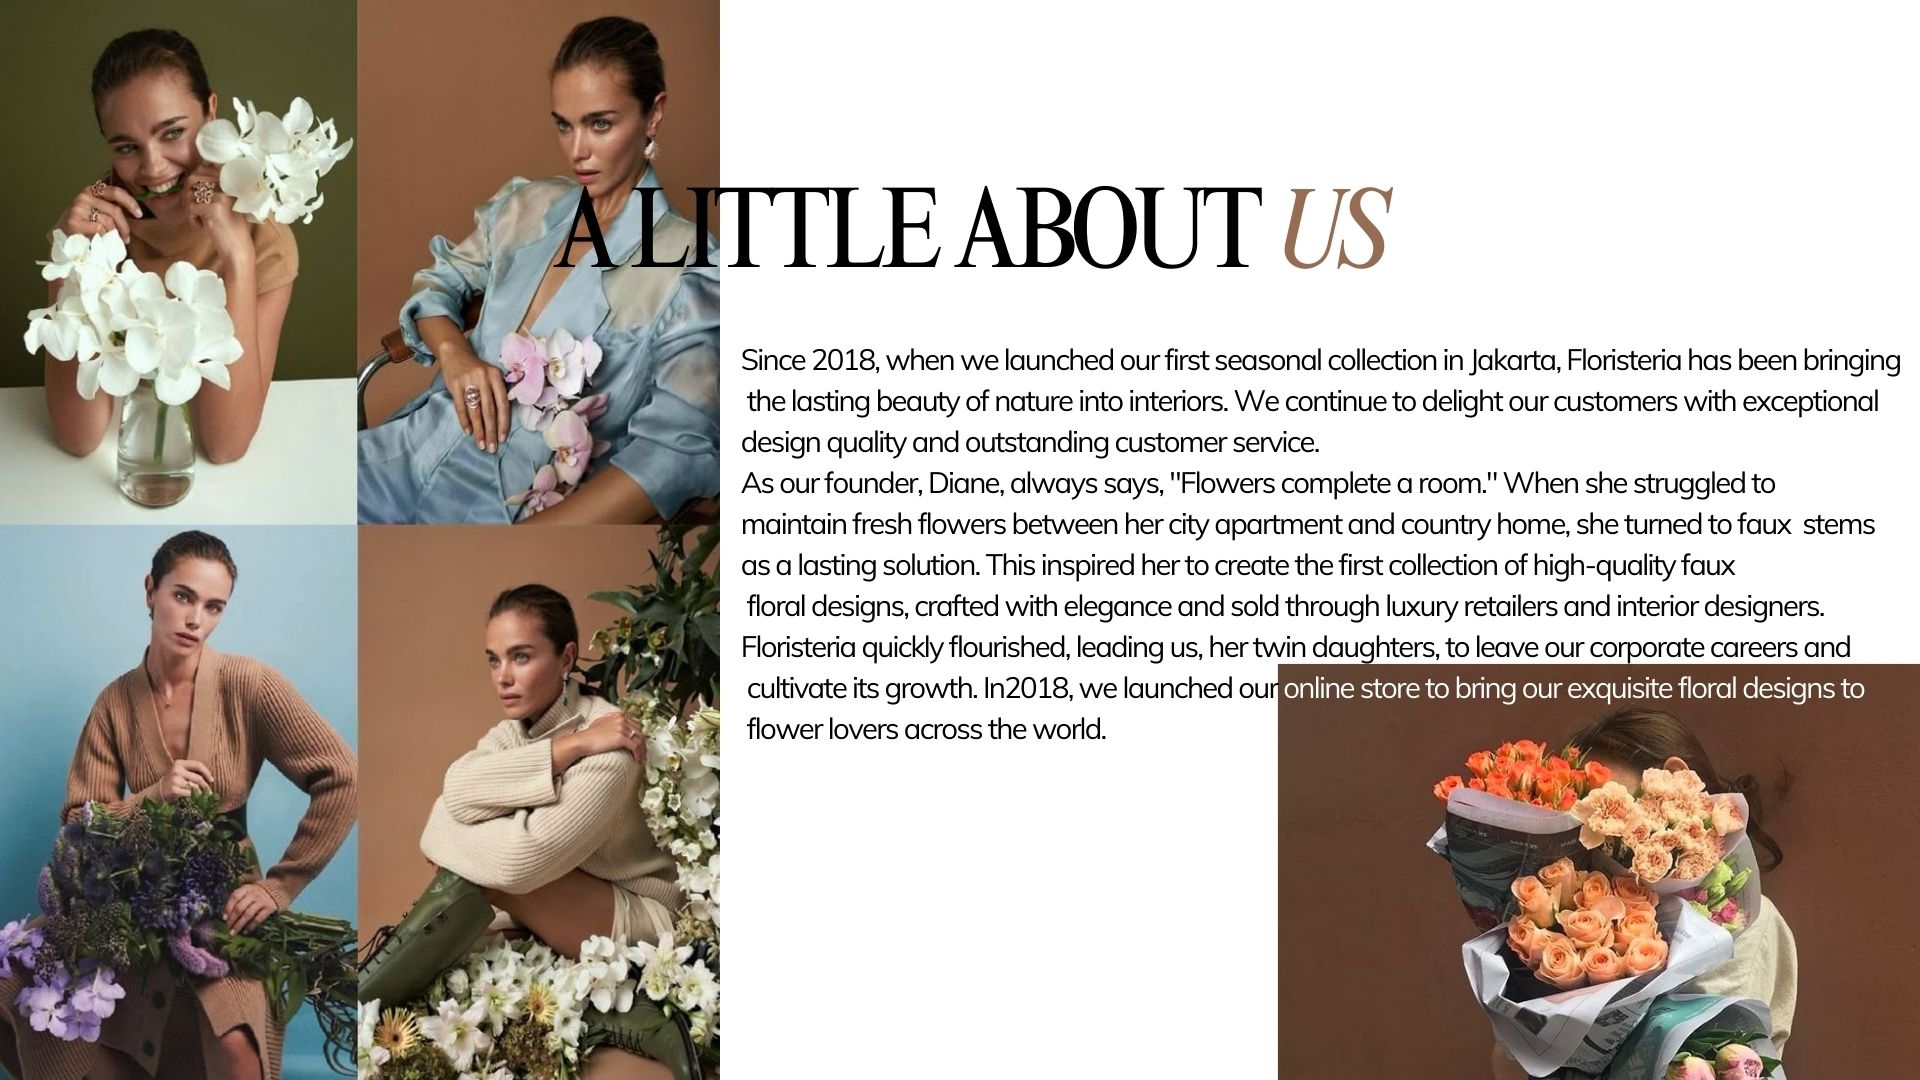 A LITTLE ABOUT US
Since 2018, when we launched our first seasonal collection in Jakarta, Floristeria has been bringing
the lasting beauty of nature into interiors. We continue to delight our customers with exceptional
design quality and outstanding customer service.
As our founder, Diane, always says, "Flowers complete a room." When she struggled to
maintain fresh flowers between her city apartment and country home, she turned to faux  stems
as a lasting solution. This inspired her to create the first collection of high-quality faux
floral designs, crafted with elegance and sold through luxury retailers and interior designers.
Floristeria quickly flourished, leading us, her twin daughters, to leave our corporate careers and
cultivate its growth. In2018, we launched our online store to bring our exquisite floral designs to
flower lovers across the world.